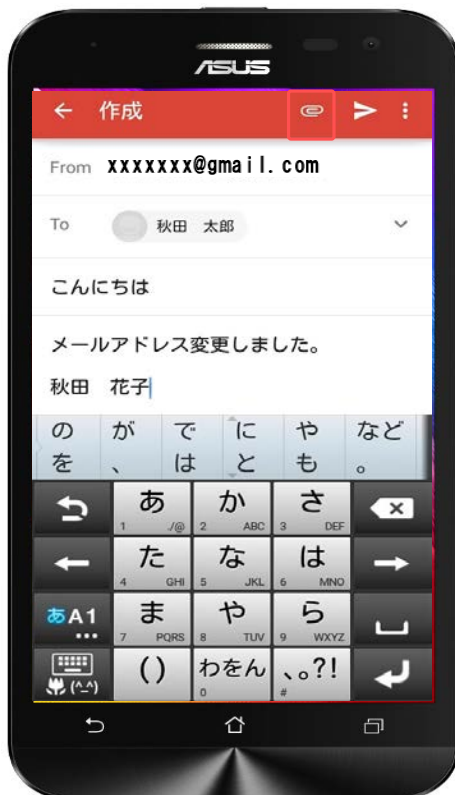 ASUS
作成
From xxxxxxx@gmail.com
To 秋田 太郎
こんにちは
メールアドレス変更しました。
秋田 花子
の が で に や など
を 、 は と も 。
あ か さ
1 ./@ 2 ABC 3 DEF
た な は
4 GHI 5 JKL 6 MNO
あA1 ま や ら
7 PQRS 8 TUV 9 WXYZ
() わをん 、。?!
(^_^) 0 #